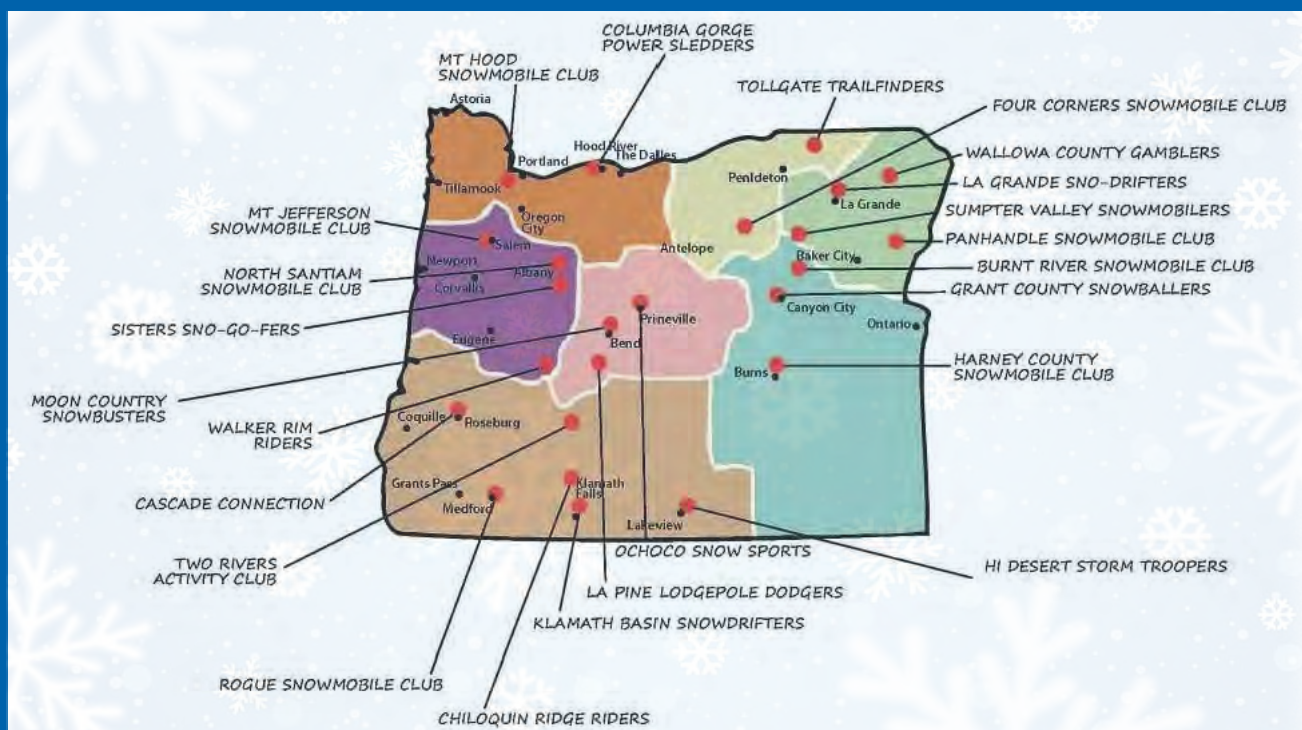 COLUMBIA GORGE
POWER SLEDDERS
MT HOOD
SNOWMOBILE CLUB
TOLLGATE TRAILFINDERS
FOUR CORNERS SNOWMOBILE CLUB
Astoria
Hood River
The Dalles
Portland
WALLOWA COUNTY GAMBLERS
Penldeton
Tillamook
LA GRANDE SNO-DRIFTERS
La Grande
MT JEFFERSON
SNOWMOBILE CLUB
Oregon
City
SUMPTER VALLEY SNOWMOBILERS
Salem
Antelope
PANHANDLE SNOWMOBILE CLUB
Baker City
NORTH SANTIAM
SNOWMOBILE CLUB
Newport
Albany
BURNT RIVER SNOWMOBILE CLUB
Corvallis
GRANT COUNTY SNOWBALLERS
Canyon City
SISTERS SNO-GO-FERS
Prineville
Ontario
Eugene
Bend
HARNEY COUNTY
SNOWMOBILE CLUB
Burns
MOON COUNTRY
SNOWBUSTERS
WALKER RIM
RIDERS
Coquille
Roseburg
CASCADE CONNECTION
Grants Pass
Klamath
Falls
Medford
Lakeview
TWO RIVERS
ACTIVITY CLUB
OCHOCO SNOW SPORTS
HI DESERT STORM TROOPERS
LA PINE LODGEPOLE DODGERS
KLAMATH BASIN SNOWDRIFTERS
ROGUE SNOWMOBILE CLUB
CHILOQUIN RIDGE RIDERS